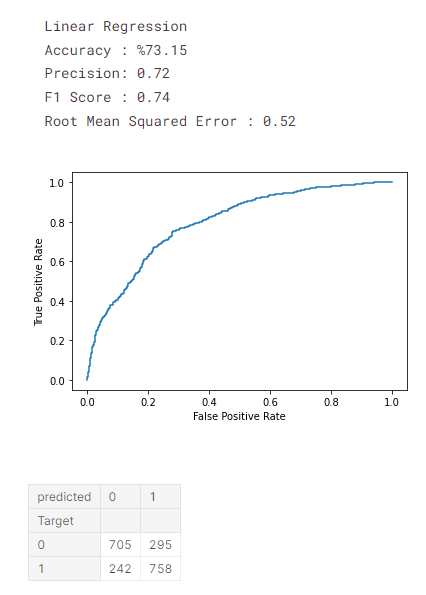 Linear Regression
Accuracy : %73.15
Precision: 0.72
F1 Score : 0.74
Root Mean Squared Error : 0.52
1.0
0.8
0.6
0.4
0.2
0.0
True Positive Rate
0.0 0.2 0.4 0.6 0.8 1.0
False Positive Rate
predicted 0 1
Target
0 705 295
1 242 758